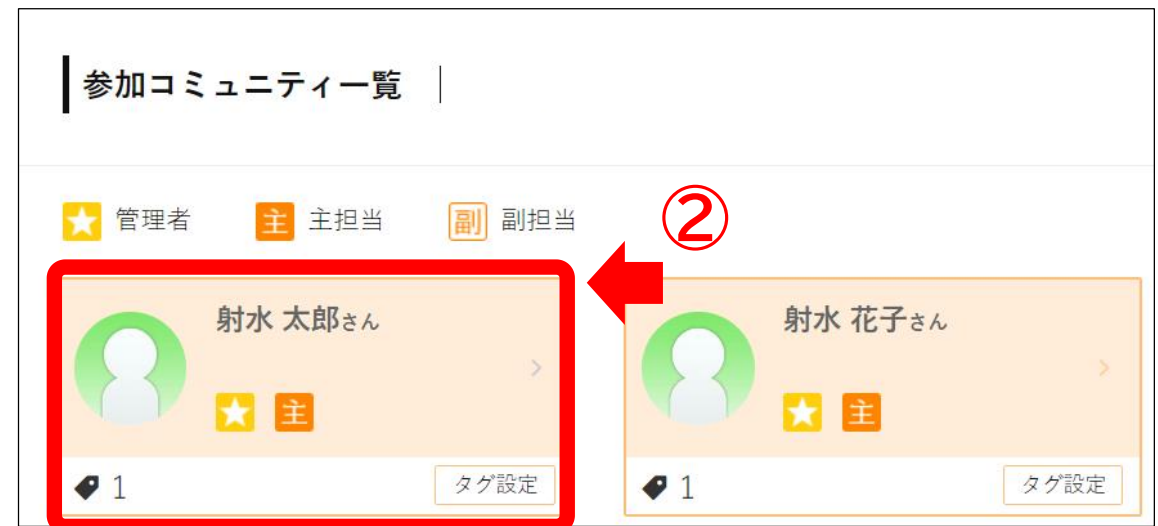 参加コミュニティ一覧
管理者 主 主担当 副 副担当 ②
射水 太郎さん
主
1 タグ設定
射水 花子さん
主
1 タグ設定